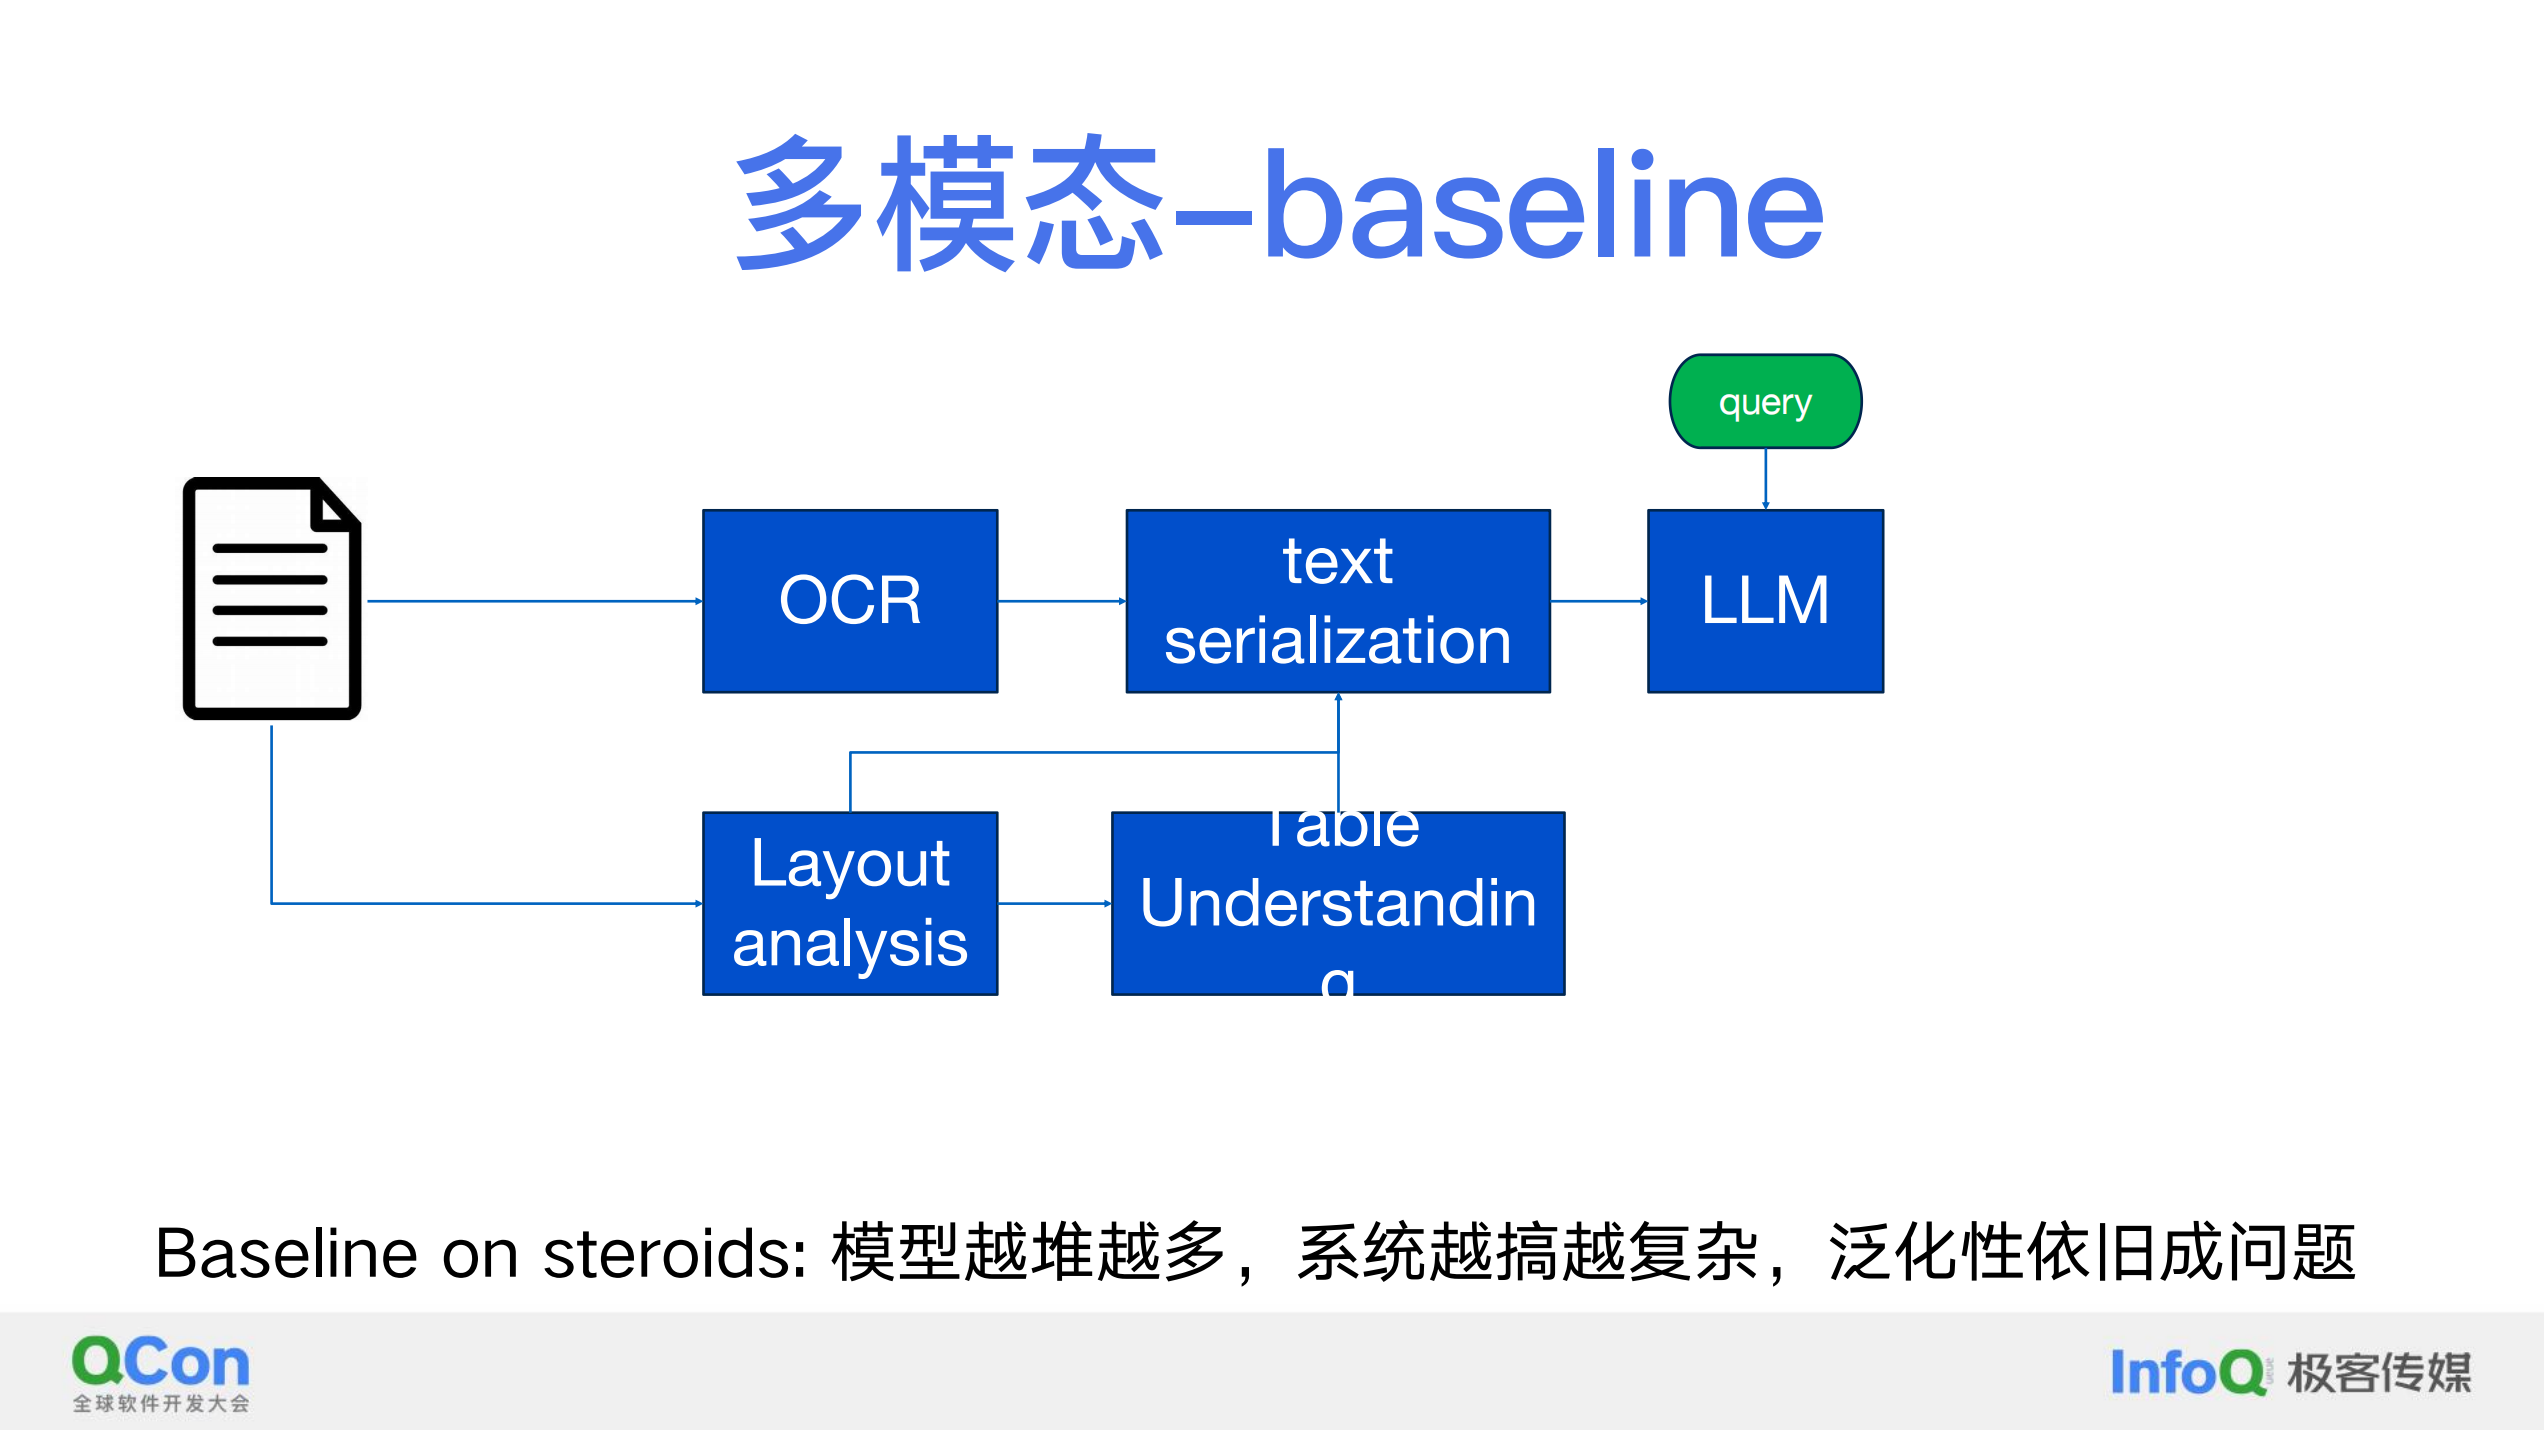 多模态–baseline
query
OCR
text
serialization
LLM
Layout
analysis
Table
Understandin
g
Baseline on steroids: 模型越堆越多，系统越搞越复杂，泛化性依旧成问题
QCon
全球软件开发大会
InfoQ 极客传媒